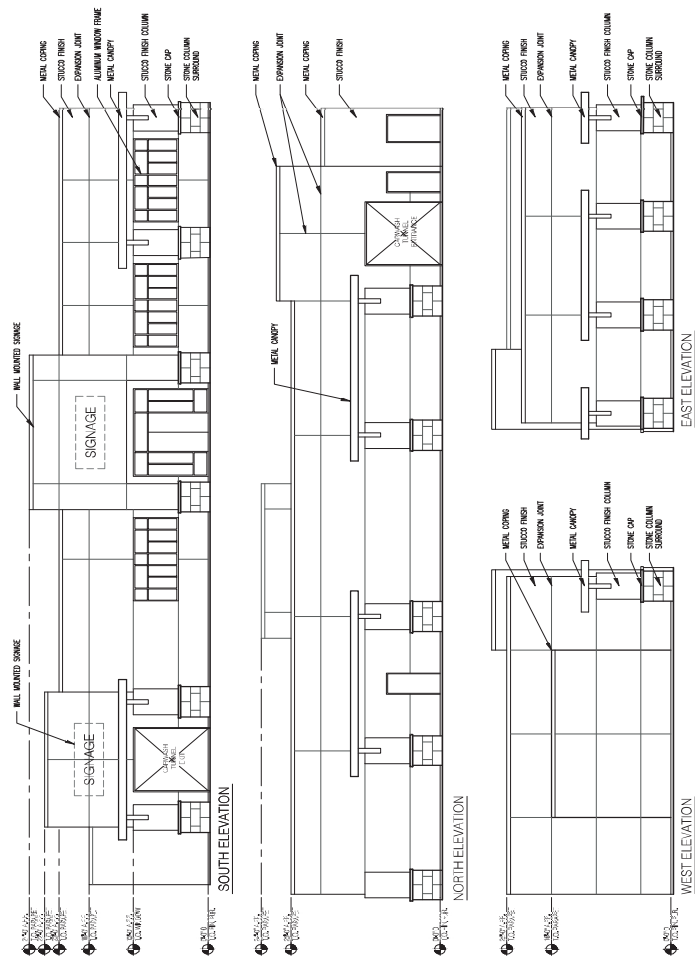 METAL COPING
STUCCO FINISH
EXPANSION JOINT
ALUMINUM WINDOW FRAME
METAL CANOPY
STUCCO FINISH COLUMN
STONE CAP
STONE COLUMN
SURROUND
WALL MOUNTED SIGNAGE
SIGNAGE
WALL MOUNTED SIGNAGE
SIGNAGE
CARWASH
TUNNEL
EXIT
SOUTH ELEVATION
METAL COPING
EXPANSION JOINT
METAL COPING
STUCCO FINISH
CARWASH
TUNNEL
ENTRANCE
METAL CANOPY
NORTH ELEVATION
METAL COPING
STUCCO FINISH
EXPANSION JOINT
METAL CANOPY
STUCCO FINISH COLUMN
STONE CAP
STONE COLUMN
SURROUND
EAST ELEVATION
METAL COPING
STUCCO FINISH
EXPANSION JOINT
METAL CANOPY
STUCCO FINISH COLUMN
STONE CAP
STONE COLUMN
SURROUND
WEST ELEVATION